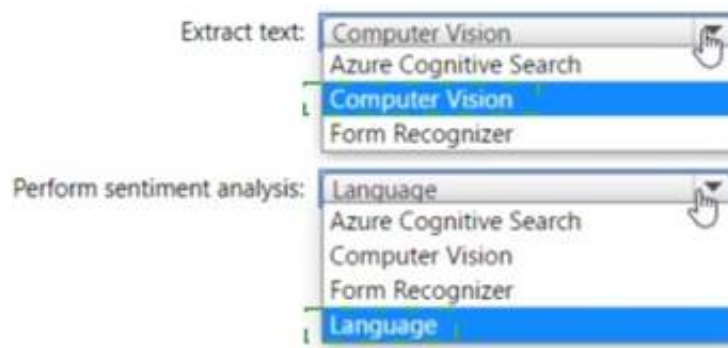 Extract text: Computer Vision
Azure Cognitive Search
Computer Vision
Form Recognizer
Perform sentiment analysis: Language
Azure Cognitive Search
Computer Vision
Form Recognizer
Language